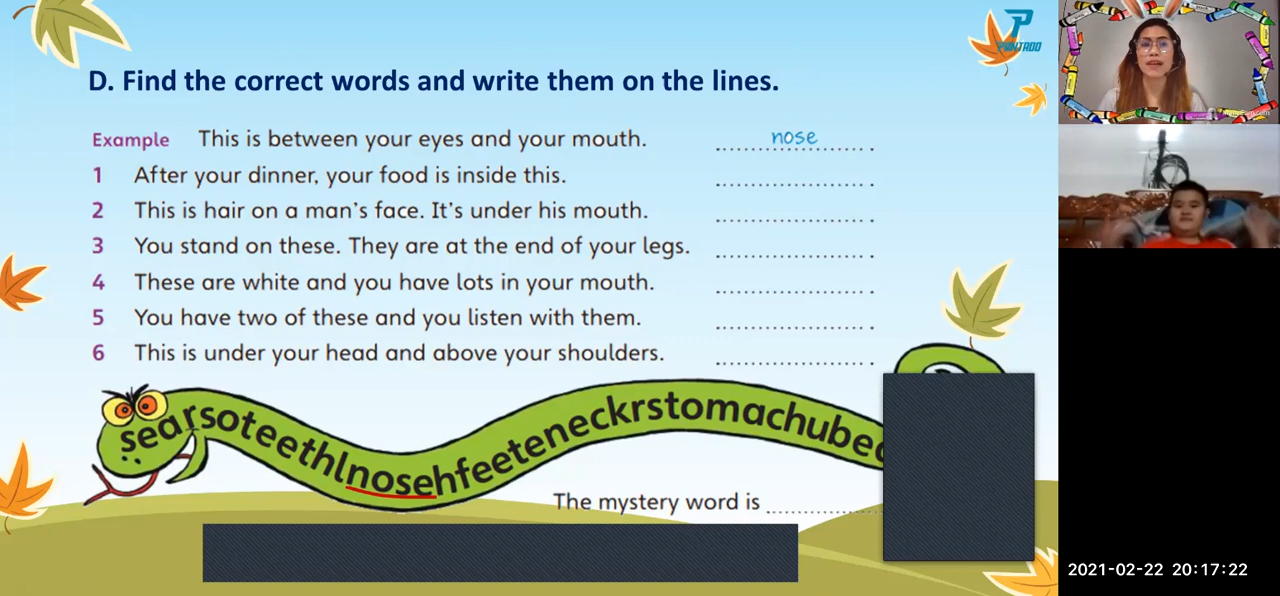 PANTADO
D. Find the correct words and write them on the lines.
Example This is between your eyes and your mouth. nose .
1 After your dinner, your food is inside this. .
2 This is hair on a man's face. It's under his mouth. .
3 You stand on these. They are at the end of your legs. .
4 These are white and you have lots in your mouth. .
5 You have two of these and you listen with them. .
6 This is under your head and above your shoulders. .
searsoteethlnosehfeeteneckrstomachube
The mystery word is
2021-02-22 20:17:22